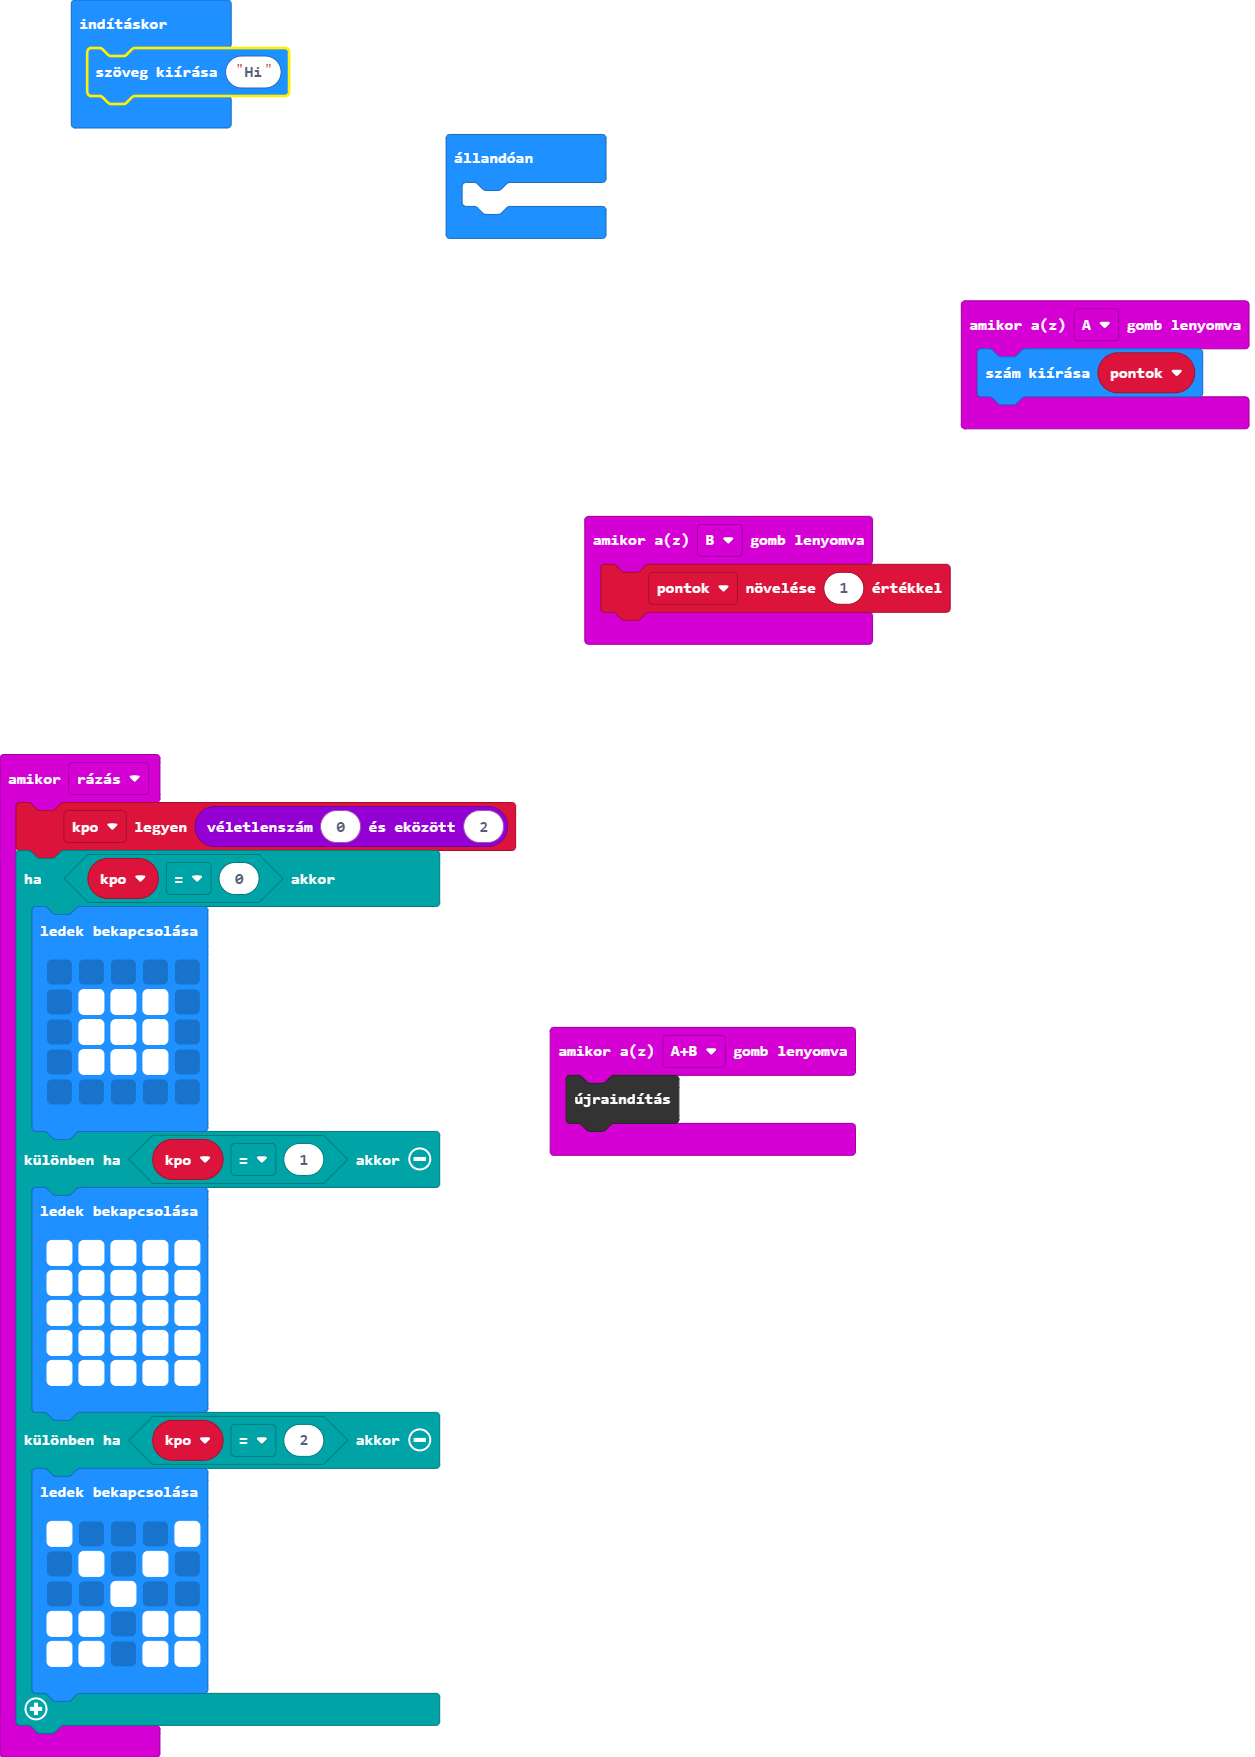 indításkor
szöveg kiírása "Hi"
állandóan
amikor a(z) A gomb lenyomva
szám kiírása pontok
amikor a(z) B gomb lenyomva
pontok növelése 1 értékkel
amikor rázás
kpo legyen véletlenszám 0 és eközött 2
ha kpo = 0 akkor
ledek bekapcsolása
amikor a(z) A+B gomb lenyomva
újraindítás
különben ha kpo = 1 akkor
ledek bekapcsolása
különben ha kpo = 2 akkor
ledek bekapcsolása